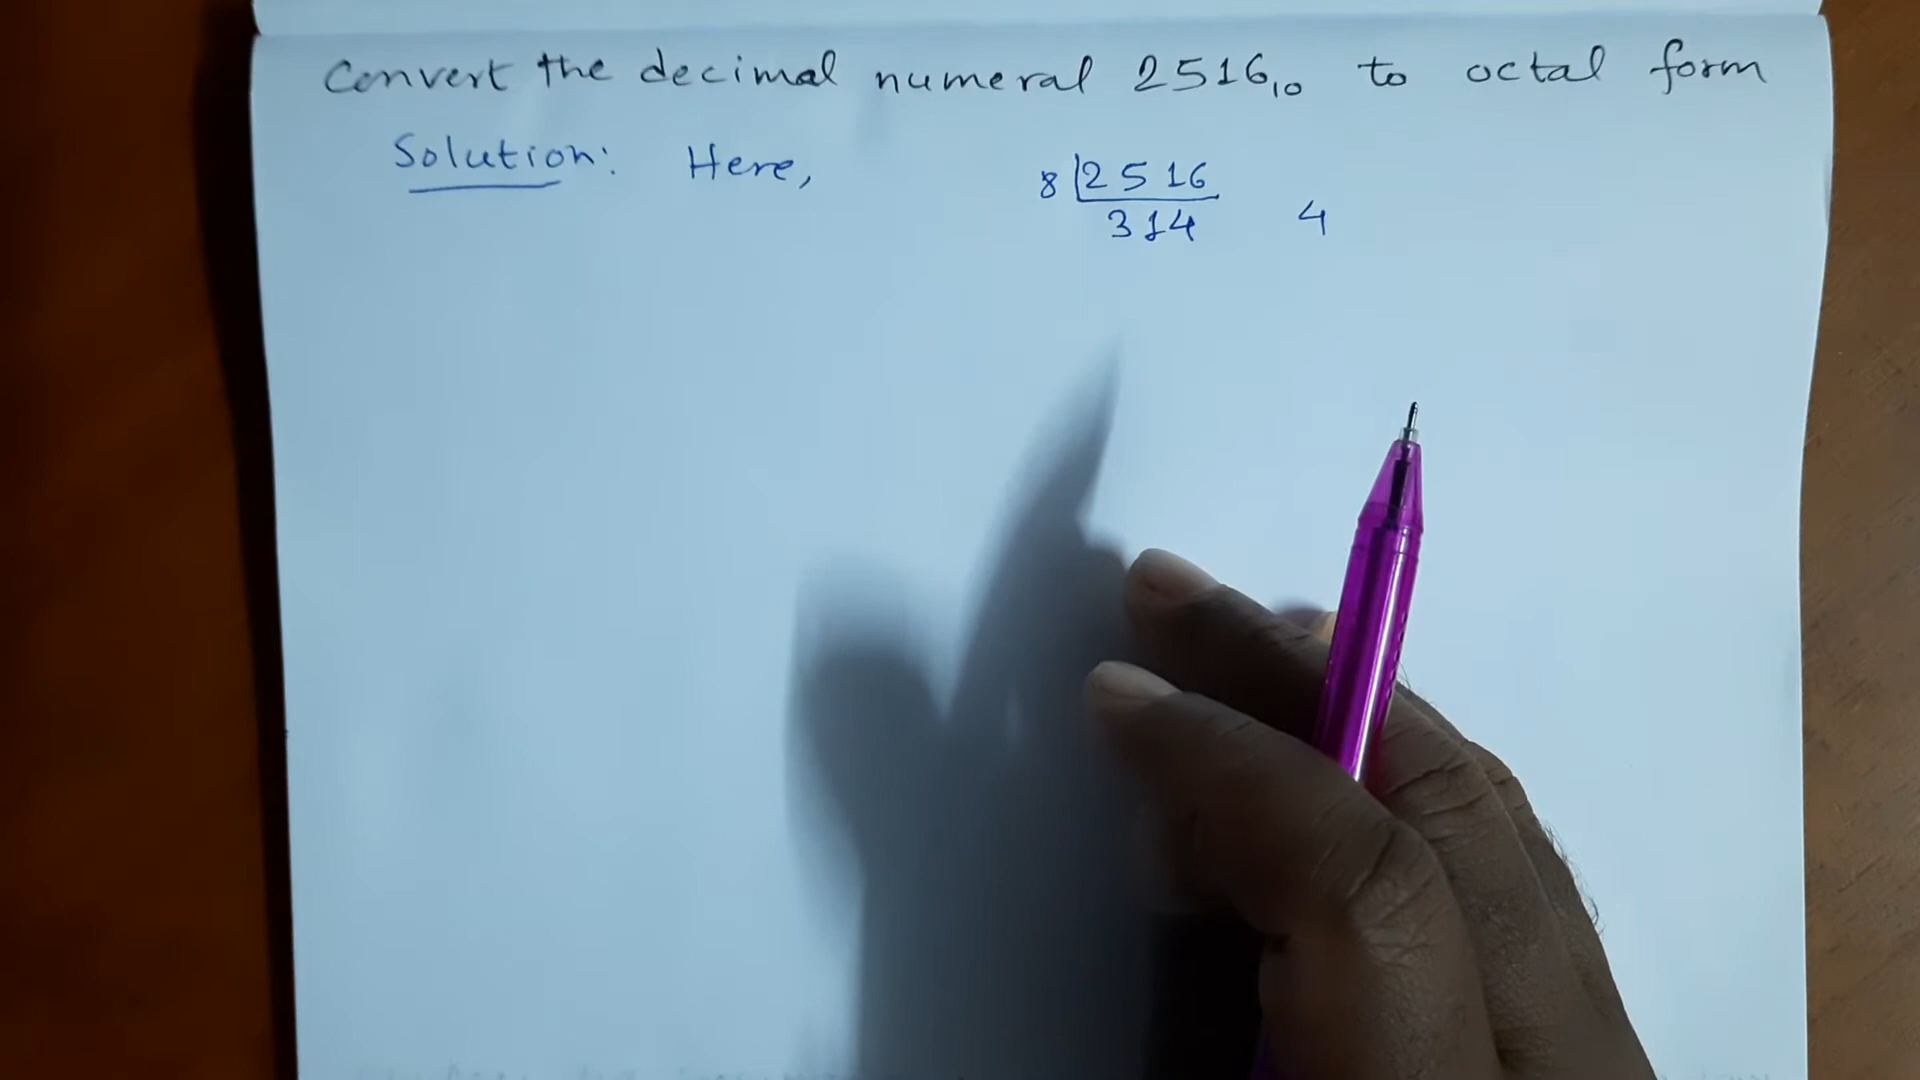 Convert the decimal numeral 2516₁₀ to octal form
Solution: Here,
8 2516
314 4